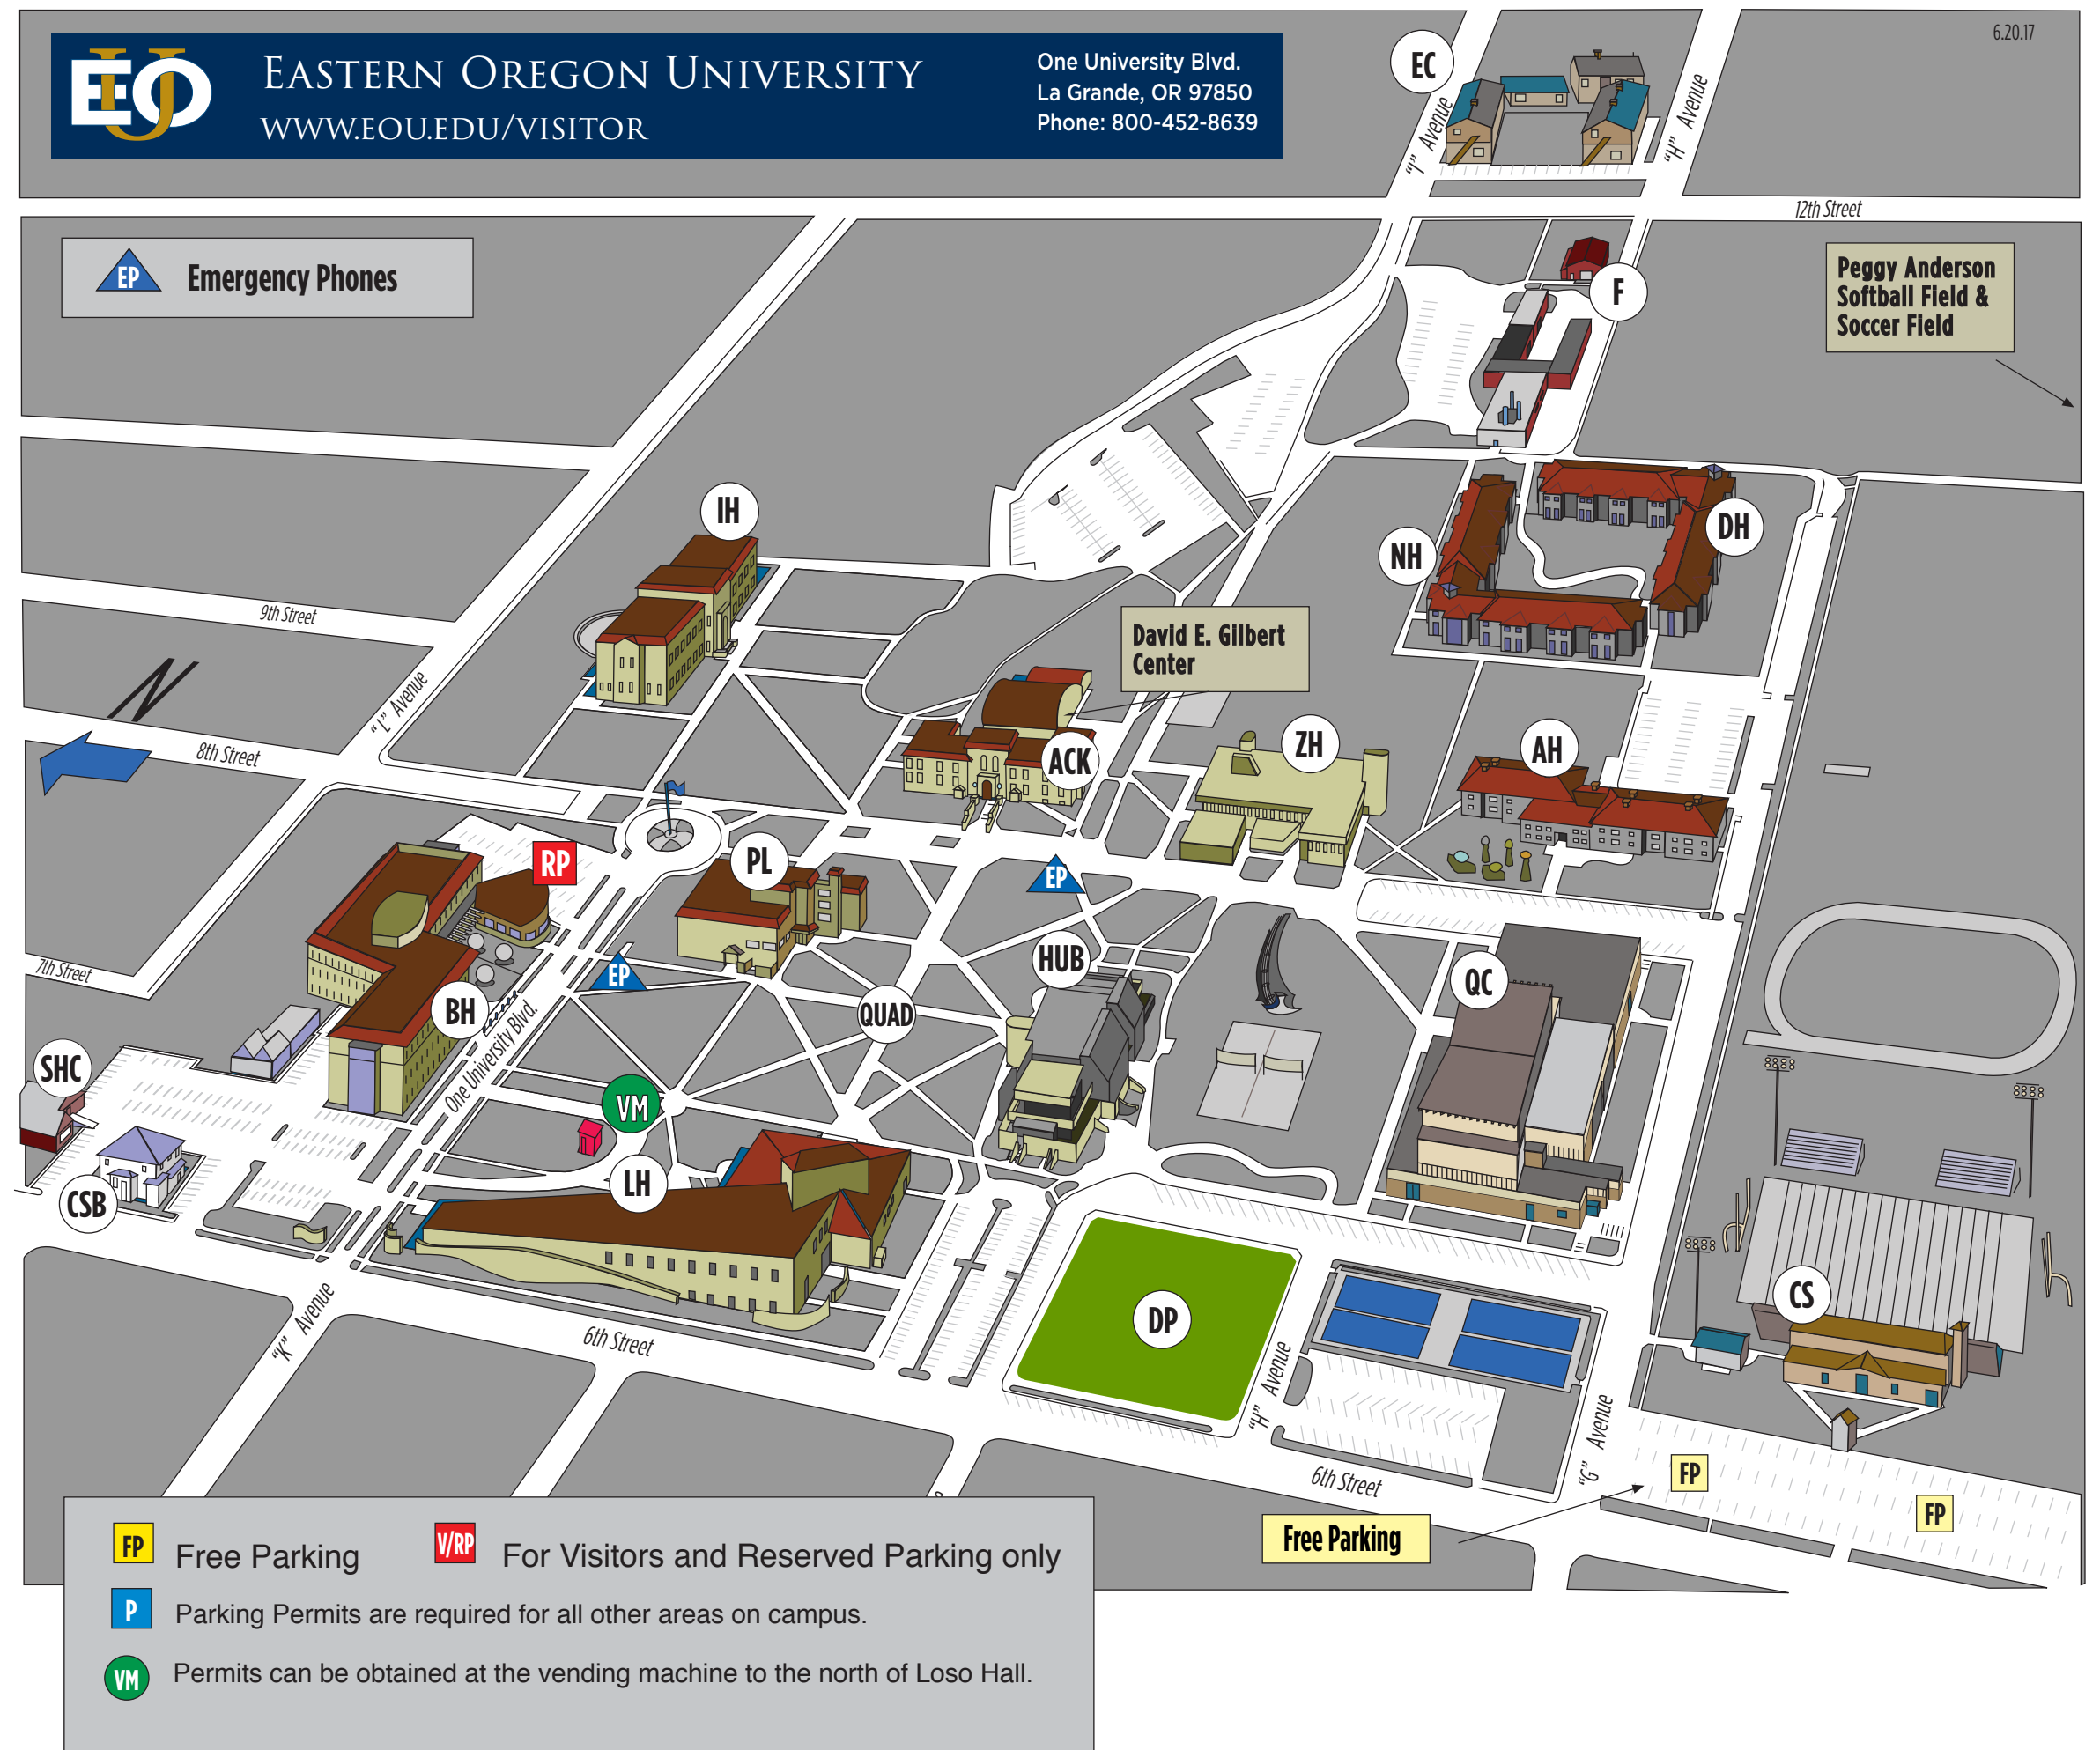 6.20.17
EOU
EASTERN OREGON UNIVERSITY
WWW.EOU.EDU/VISITOR
One University Blvd.
La Grande, OR 97850
Phone: 800-452-8639
EC
"I" Avenue
"H" Avenue
12th Street
EP Emergency Phones
Peggy Anderson
Softball Field &
Soccer Field
F
IH
NH
DH
9th Street
David E. Gilbert
Center
N
"L" Avenue
8th Street
ACK
ZH
AH
RP
PL
EP
7th Street
EP
HUB
QC
BH
QUAD
One University Blvd.
SHC
VM
CSB
LH
CS
DP
"K" Avenue
6th Street
"H" Avenue
"G" Avenue
6th Street
FP
FP
Free Parking
FP Free Parking
V/RP For Visitors and Reserved Parking only
P Parking Permits are required for all other areas on campus.
VM Permits can be obtained at the vending machine to the north of Loso Hall.